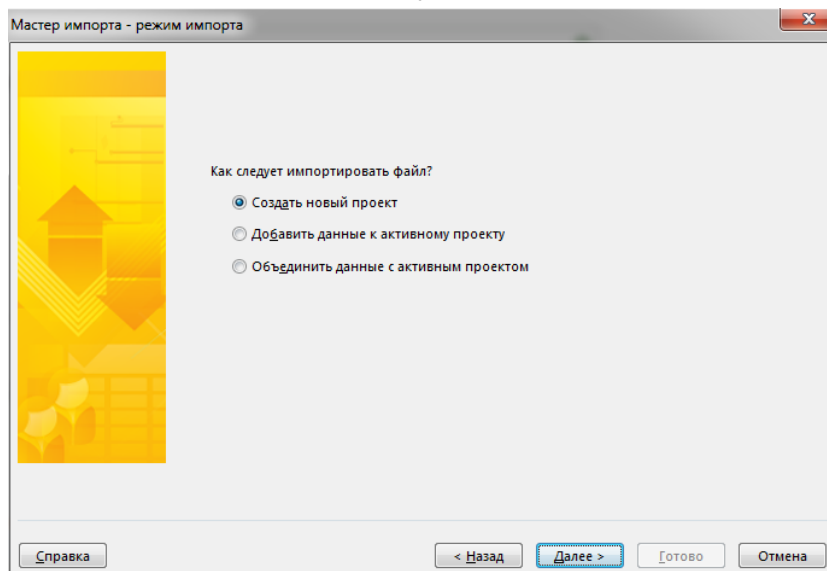 Мастер импорта - режим импорта
Как следует импортировать файл?
Создать новый проект
Добавить данные к активному проекту
Объединить данные с активным проектом
Справка
< Назад
Далее >
Готово
Отмена